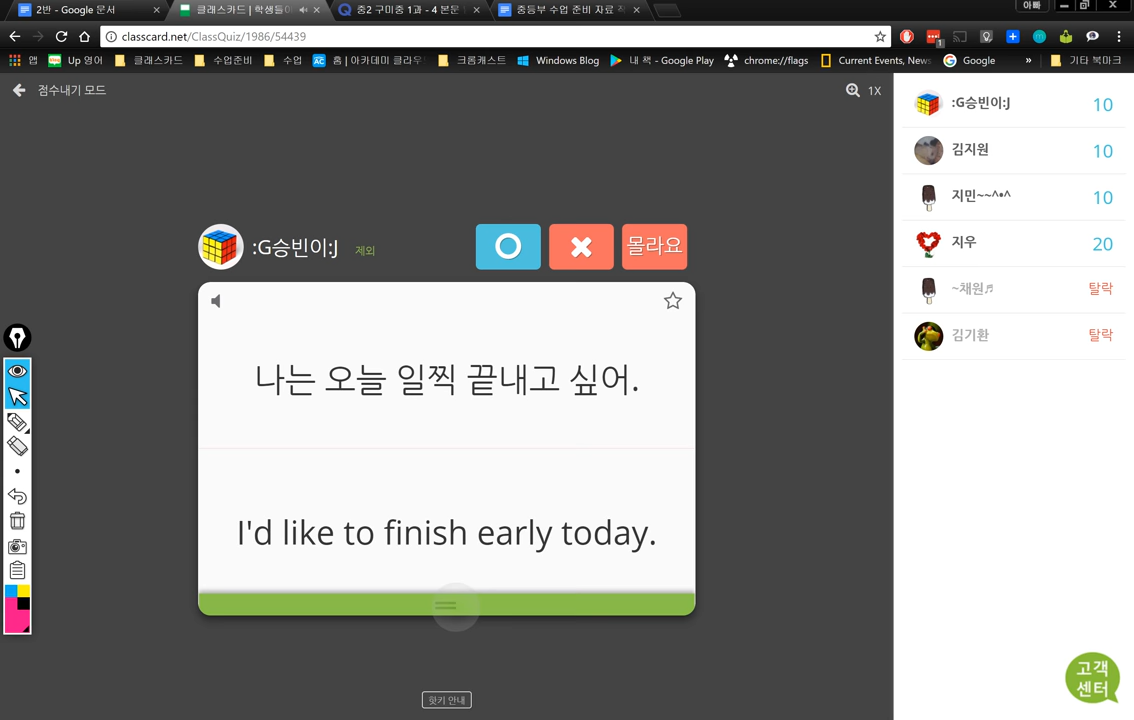 2반 - Google 문서
클래스카드 | 학생들이
중2 구미중 1과 - 4 본문
중등부 수업 준비 자료 작
아빠
classcard.net/ClassQuiz/1986/54439
앱
Up 영어
클래스카드
수업준비
수업
AC
홈 | 아카데미 클라우
크롬캐스트
Windows Blog
내 책 - Google Play
chrome://flags
Current Events, News
Google
»
기타 북마크
점수내기 모드
1X
:G승빈이:J
제외
몰라요
나는 오늘 일찍 끝내고 싶어.
I'd like to finish early today.
핫키 안내
:G승빈이:J 10
김지원 10
지민~~^•^ 10
지우 20
~채원♬ 탈락
김기환 탈락
고객
센터